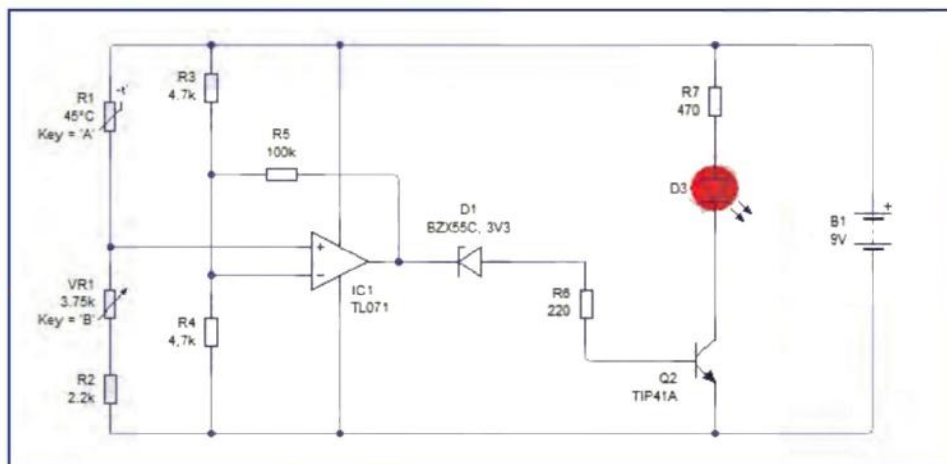 R1
45°C
Key = 'A'
-t°
R3
4.7k
R5
100k
R7
470
D3
D1
BZX55C, 3V3
B1
9V
+
VR1
3.75k
Key = 'B'
+
−
IC1
TL071
R6
220
R4
4.7k
R2
2.2k
Q2
TIP41A